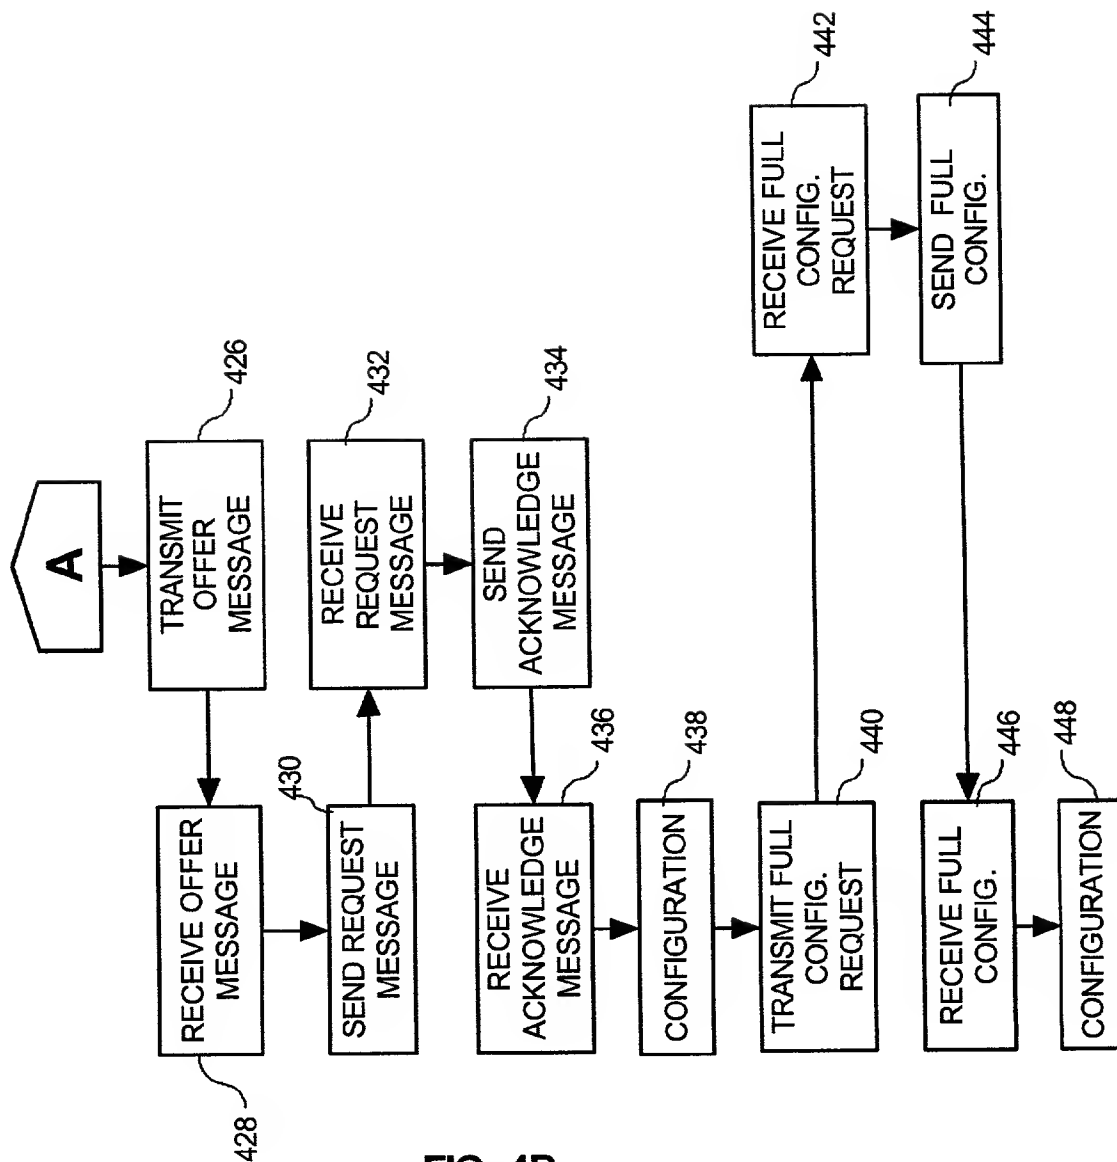 A
TRANSMIT
OFFER
MESSAGE
426
RECEIVE OFFER
MESSAGE
428
430
SEND REQUEST
MESSAGE
RECEIVE
REQUEST
MESSAGE
432
SEND
ACKNOWLEDGE
MESSAGE
434
RECEIVE
ACKNOWLEDGE
MESSAGE
436
CONFIGURATION
438
TRANSMIT FULL
CONFIG.
REQUEST
440
RECEIVE FULL
CONFIG.
REQUEST
442
SEND FULL
CONFIG.
444
RECEIVE FULL
CONFIG.
446
CONFIGURATION
448